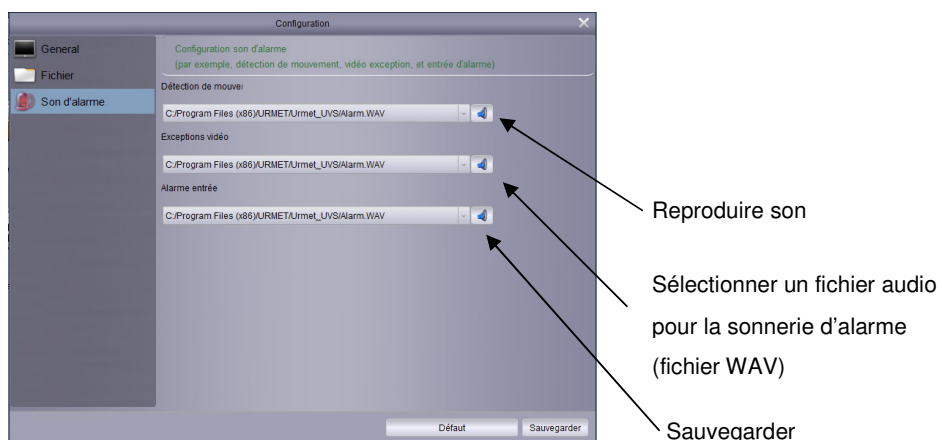 Configuration
General
Fichier
Son d'alarme
Configuration son d'alarme
(par exemple, détection de mouvement, vidéo exception, et entrée d'alarme)
Détection de mouve
C:/Program Files (x86)/URMET/Urmet_UVS/Alarm.WAV
Exceptions vidéo
C:/Program Files (x86)/URMET/Urmet_UVS/Alarm.WAV
Alarme entrée
C:/Program Files (x86)/URMET/Urmet_UVS/Alarm.WAV
Défaut
Sauvegarder
Reproduire son
Sélectionner un fichier audio
pour la sonnerie d'alarme
(fichier WAV)
Sauvegarder